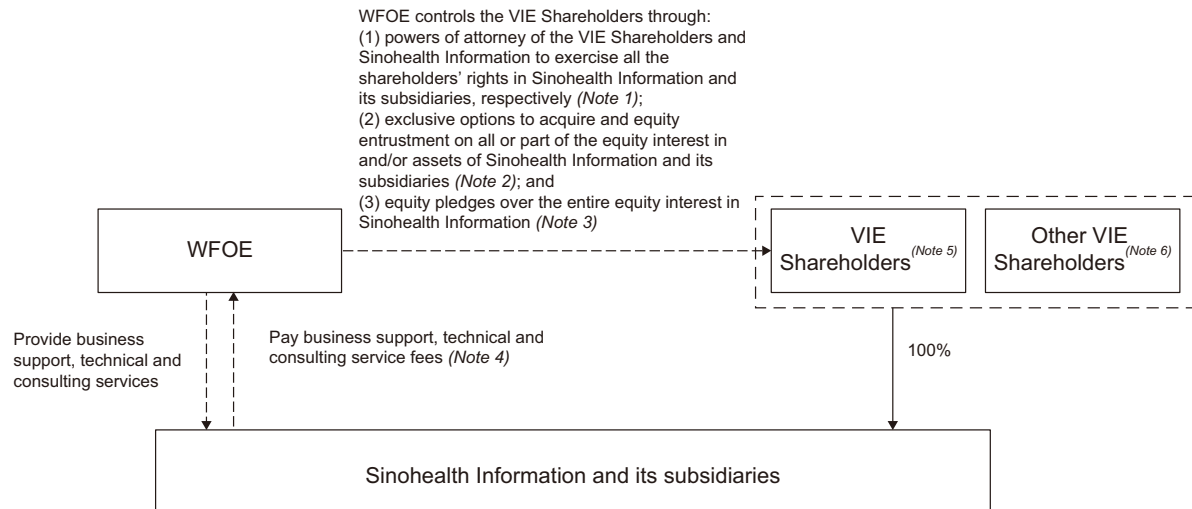 WFOE controls the VIE Shareholders through:
(1) powers of attorney of the VIE Shareholders and
Sinohealth Information to exercise all the
shareholders’ rights in Sinohealth Information and
its subsidiaries, respectively (Note 1);
(2) exclusive options to acquire and equity
entrustment on all or part of the equity interest in
and/or assets of Sinohealth Information and its
subsidiaries (Note 2); and
(3) equity pledges over the entire equity interest in
Sinohealth Information (Note 3)
WFOE
VIE
Shareholders (Note 5)
Other VIE
Shareholders (Note 6)
Provide business
support, technical and
consulting services
Pay business support, technical and
consulting service fees (Note 4)
100%
Sinohealth Information and its subsidiaries